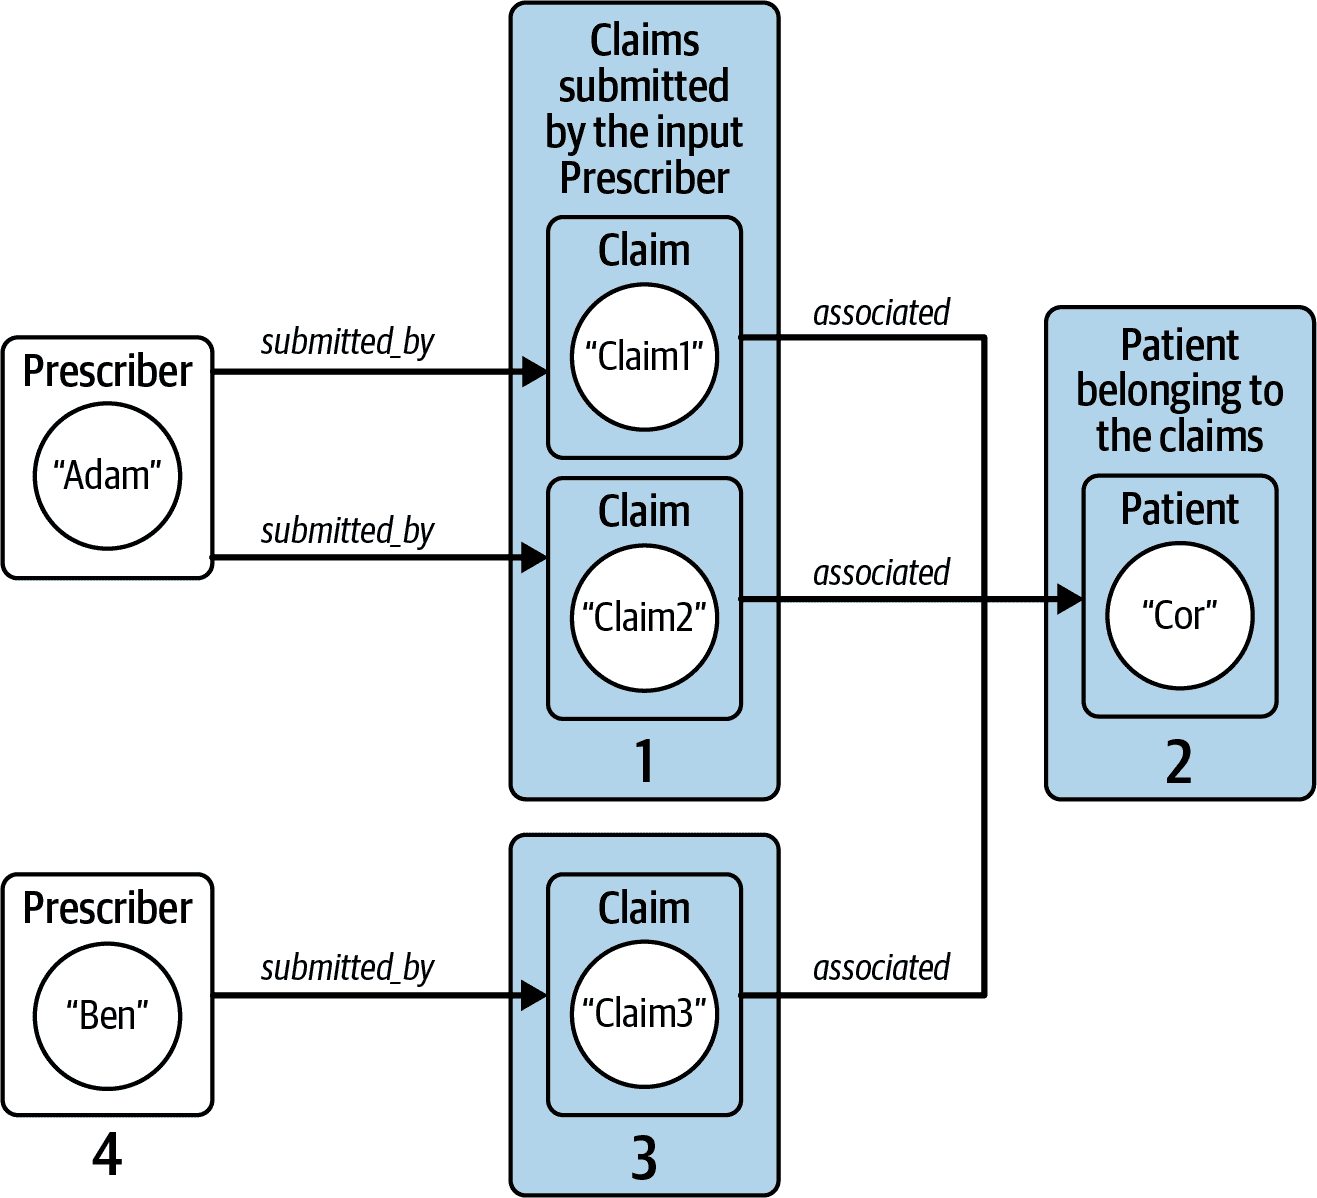 Claims
submitted
by the input
Prescriber
Claim
“Claim1”
submitted_by
associated
Prescriber
“Adam”
submitted_by
Claim
“Claim2”
associated
1
Patient
belonging to
the claims
Patient
“Cor”
2
Prescriber
“Ben”
4
submitted_by
Claim
“Claim3”
3
associated